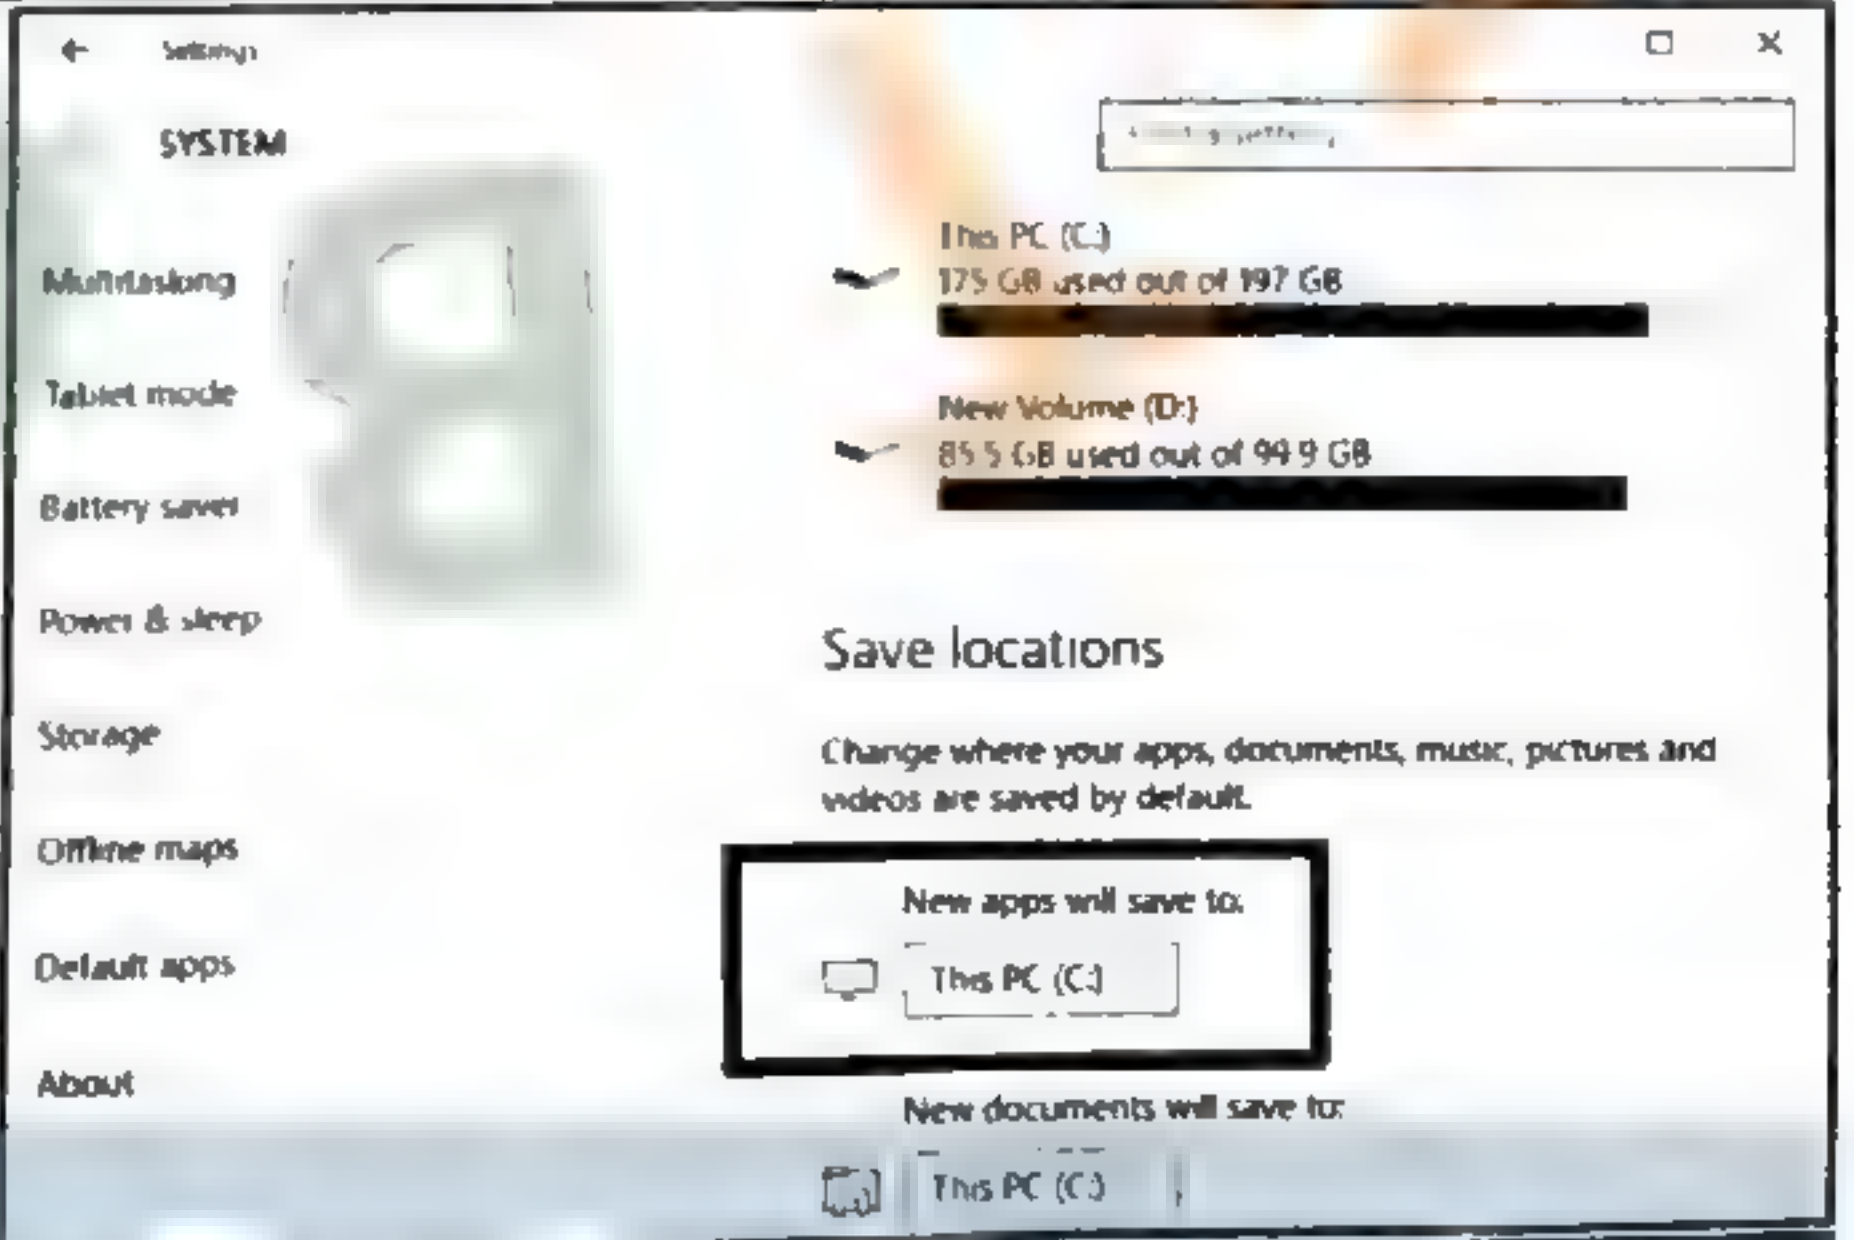 Settings
SYSTEM
Multitasking
Tablet mode
Battery saver
Power & sleep
Storage
Offline maps
Default apps
About
This PC (C:)
175 GB used out of 197 GB
New Volume (D:)
85.5 GB used out of 99.9 GB
Save locations
Change where your apps, documents, music, pictures and
videos are saved by default.
New apps will save to:
This PC (C:)
New documents will save to:
This PC (C:)